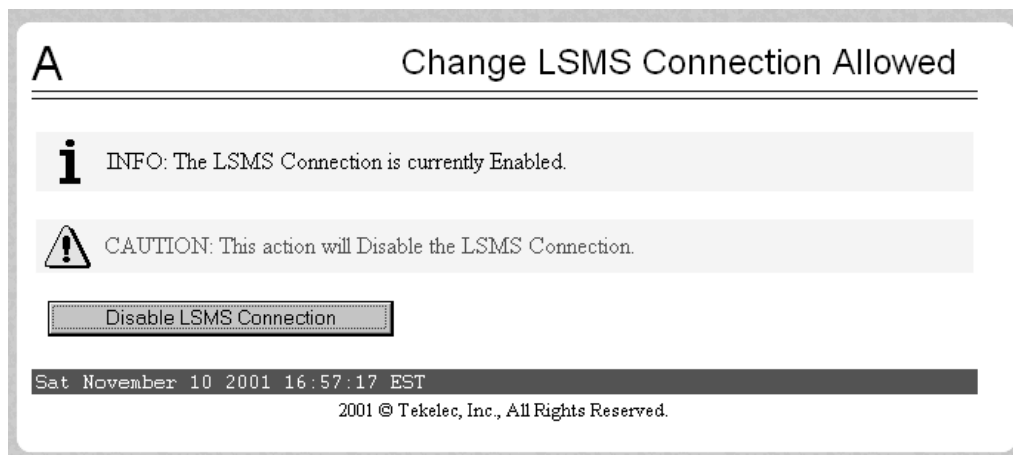 A
Change LSMS Connection Allowed
INFO: The LSMS Connection is currently Enabled.
CAUTION: This action will Disable the LSMS Connection.
Disable LSMS Connection
Sat November 10 2001 16:57:17 EST
2001 © Tekelec, Inc., All Rights Reserved.